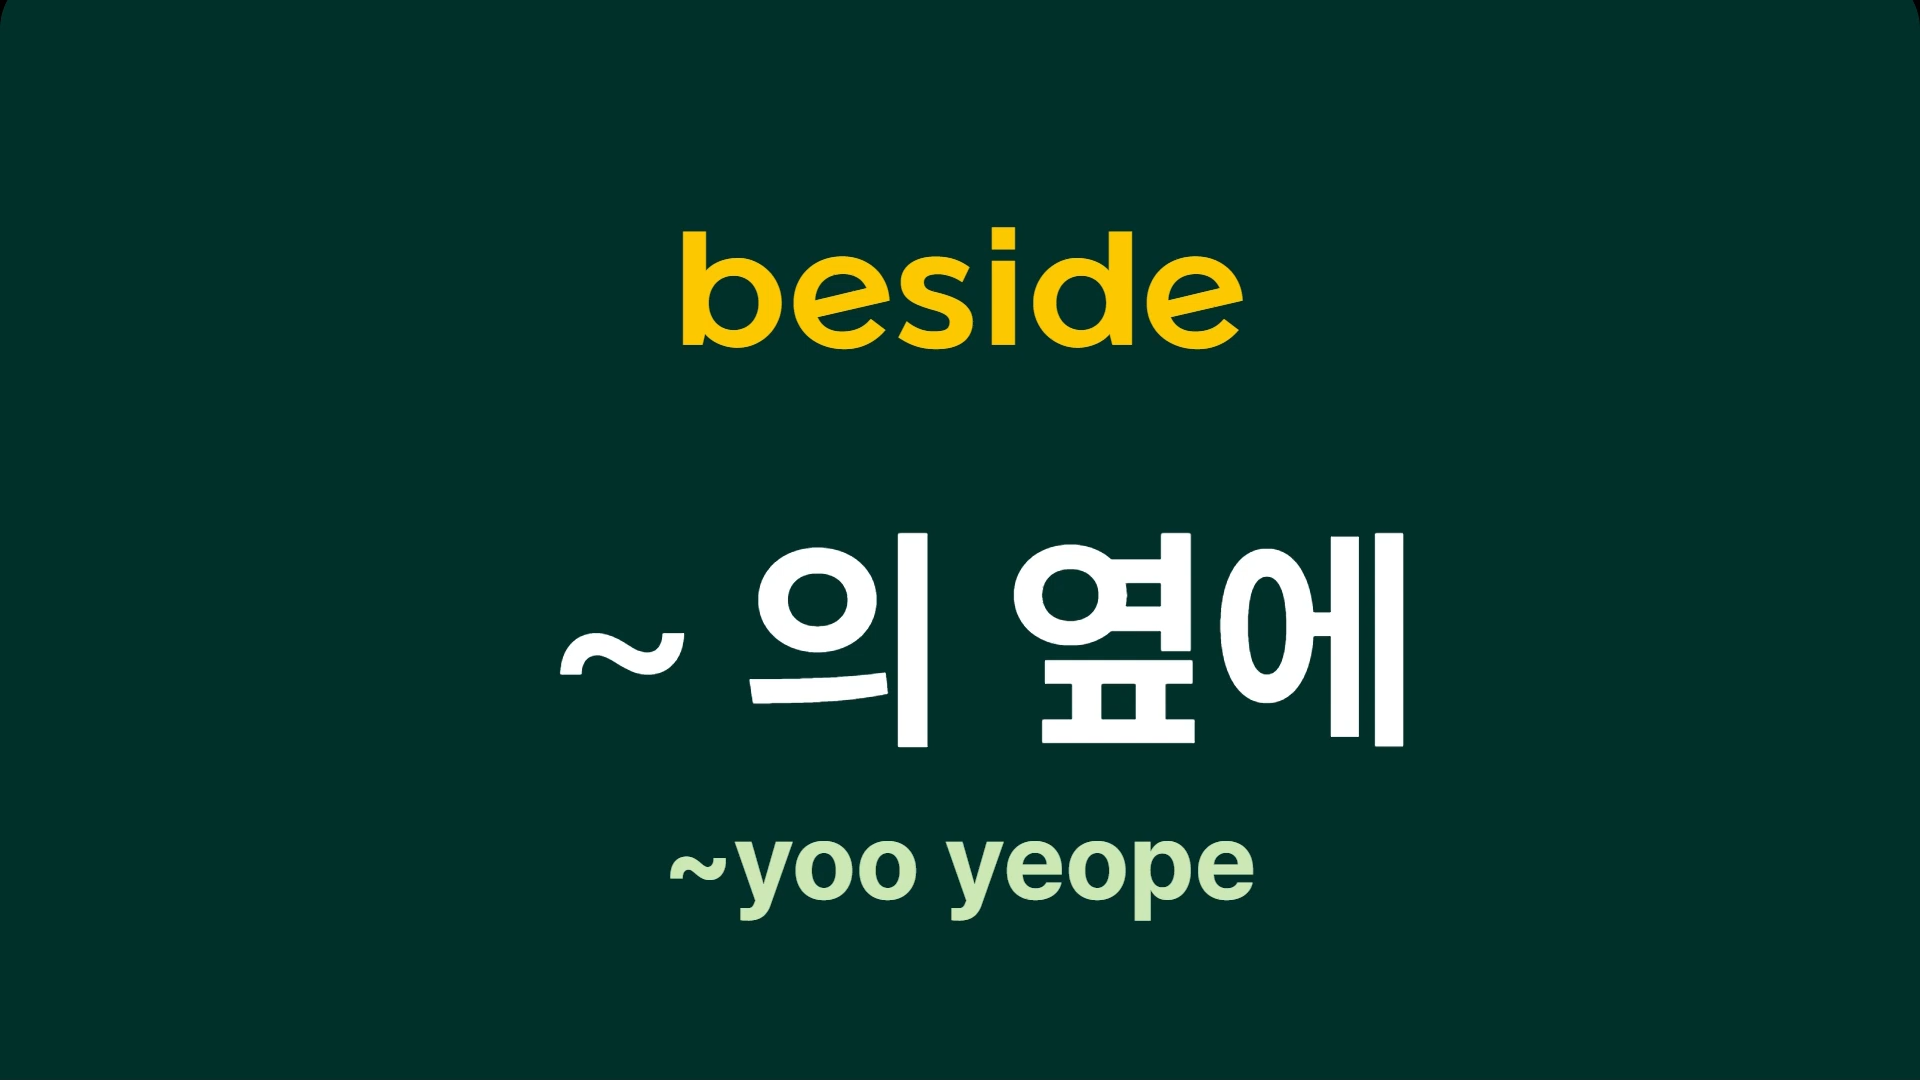 beside
~의 옆에
~yoo yeope